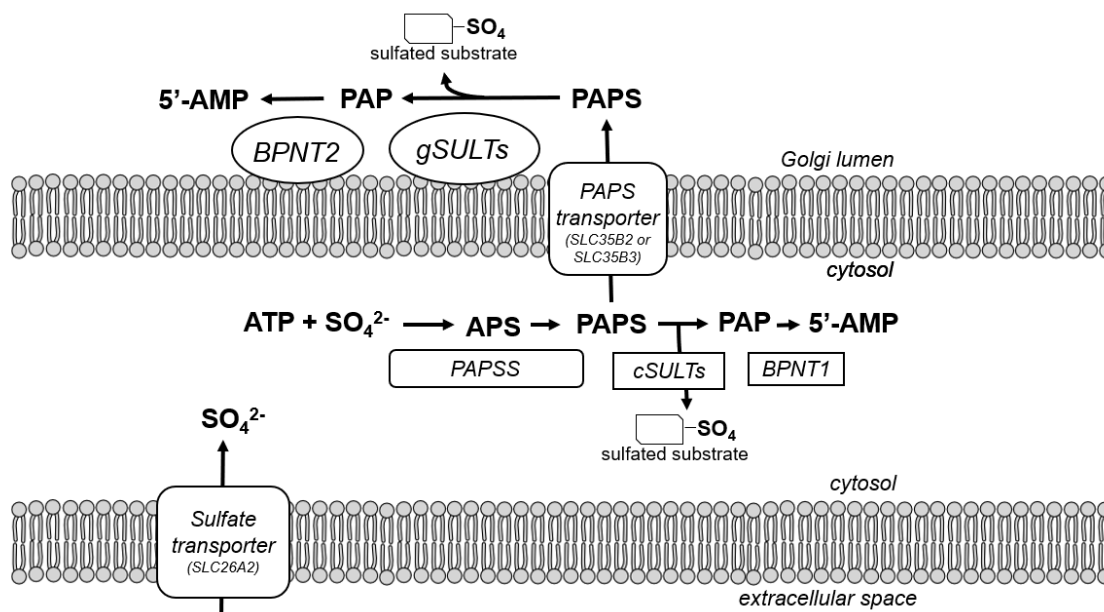 –SO₄
sulfated substrate
5’-AMP PAP PAPS
BPNT2 gSULTs
Golgi lumen
PAPS
transporter
(SLC35B2 or
SLC35B3)
cytosol
ATP + SO₄²⁻ APS PAPS PAP 5’-AMP
PAPSS cSULTs BPNT1
SO₄²⁻
–SO₄
sulfated substrate
cytosol
Sulfate
transporter
(SLC26A2)
extracellular space